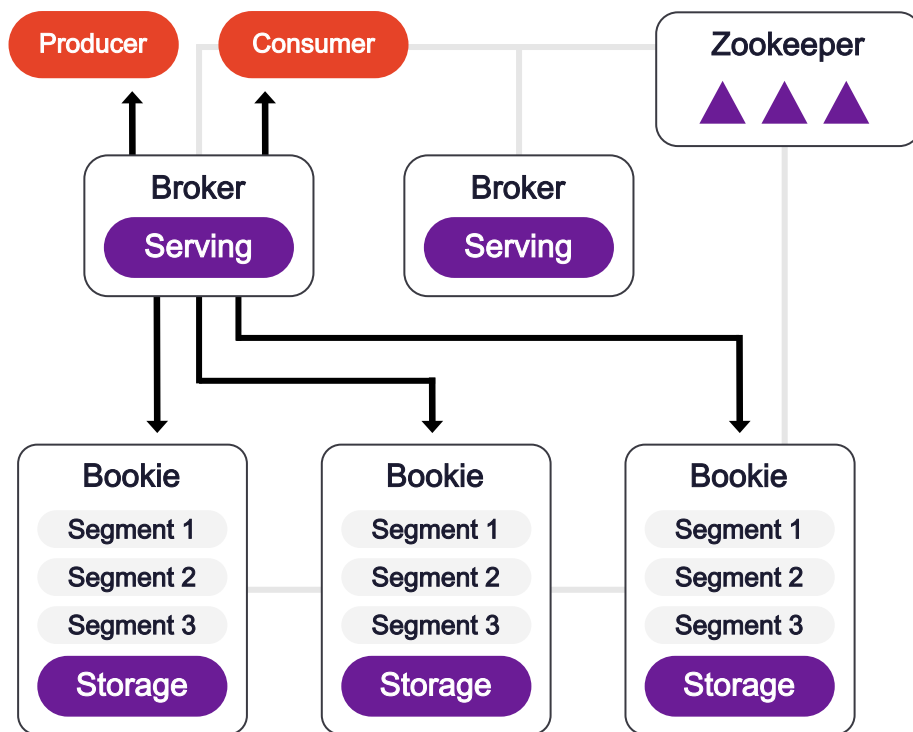 Producer
Consumer
Zookeeper
Broker
Serving
Broker
Serving
Bookie
Segment 1
Segment 2
Segment 3
Storage
Bookie
Segment 1
Segment 2
Segment 3
Storage
Bookie
Segment 1
Segment 2
Segment 3
Storage